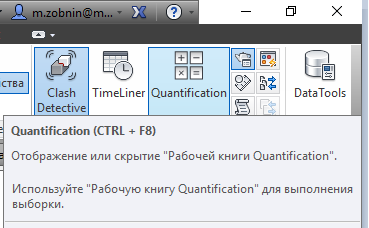 m.zobnin@m...
?
ства
Clash
Detective
TimeLiner
Quantification
DataTools
Quantification (CTRL + F8)
Отображение или скрытие "Рабочей книги Quantification".
Используйте "Рабочую книгу Quantification" для выполнения
выборки.